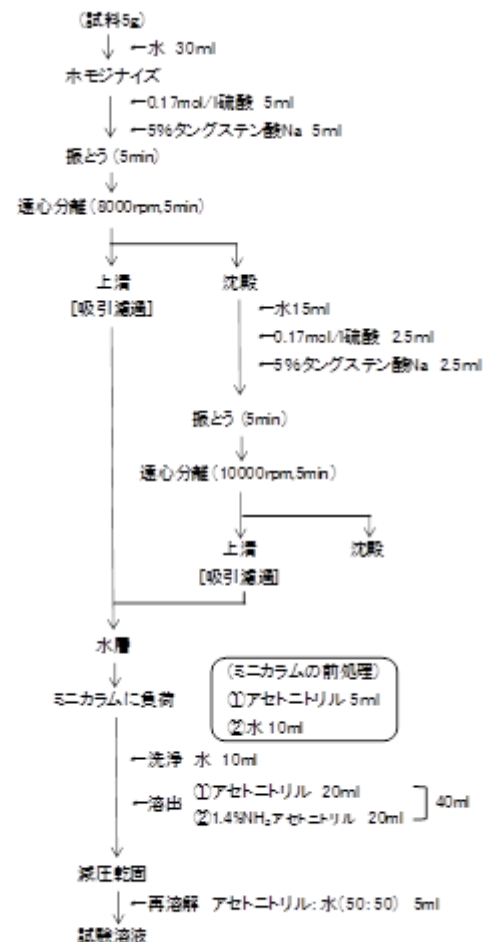 (試料5g)
←水 30ml
ホモジナイズ
←0.17mol/l硫酸 5ml
←5%タングステン酸Na 5ml
振とう(5min)
遠心分離(8000rpm,5min)
上清
沈殿
[吸引濾過]
←水15ml
←0.17mol/l硫酸 2.5ml
←5%タングステン酸Na 2.5ml
振とう(5min)
遠心分離(10000rpm,5min)
上清
沈殿
[吸引濾過]
水層
(ミニカラムの前処理)
ミニカラムに負荷
①アセトニトリル 5ml
②水 10ml
←洗浄 水 10ml
←溶出 ①アセトニトリル 20ml
②1.4%NH₃アセトニトリル 20ml
40ml
減圧乾固
←再溶解 アセトニトリル:水(50:50) 5ml
試験溶液